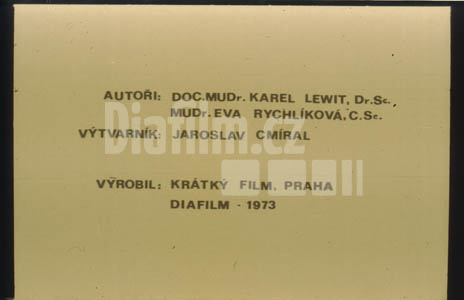 AUTOŘI: DOC.MUDr. KAREL LEWIT, Dr.Sc.,
MUDr. EVA RYCHLÍKOVÁ, C.Sc.
VÝTVARNÍK: JAROSLAV CMÍRAL
Diafilm.cz
VÝROBIL: KRÁTKÝ FILM, PRAHA
DIAFILM - 1973